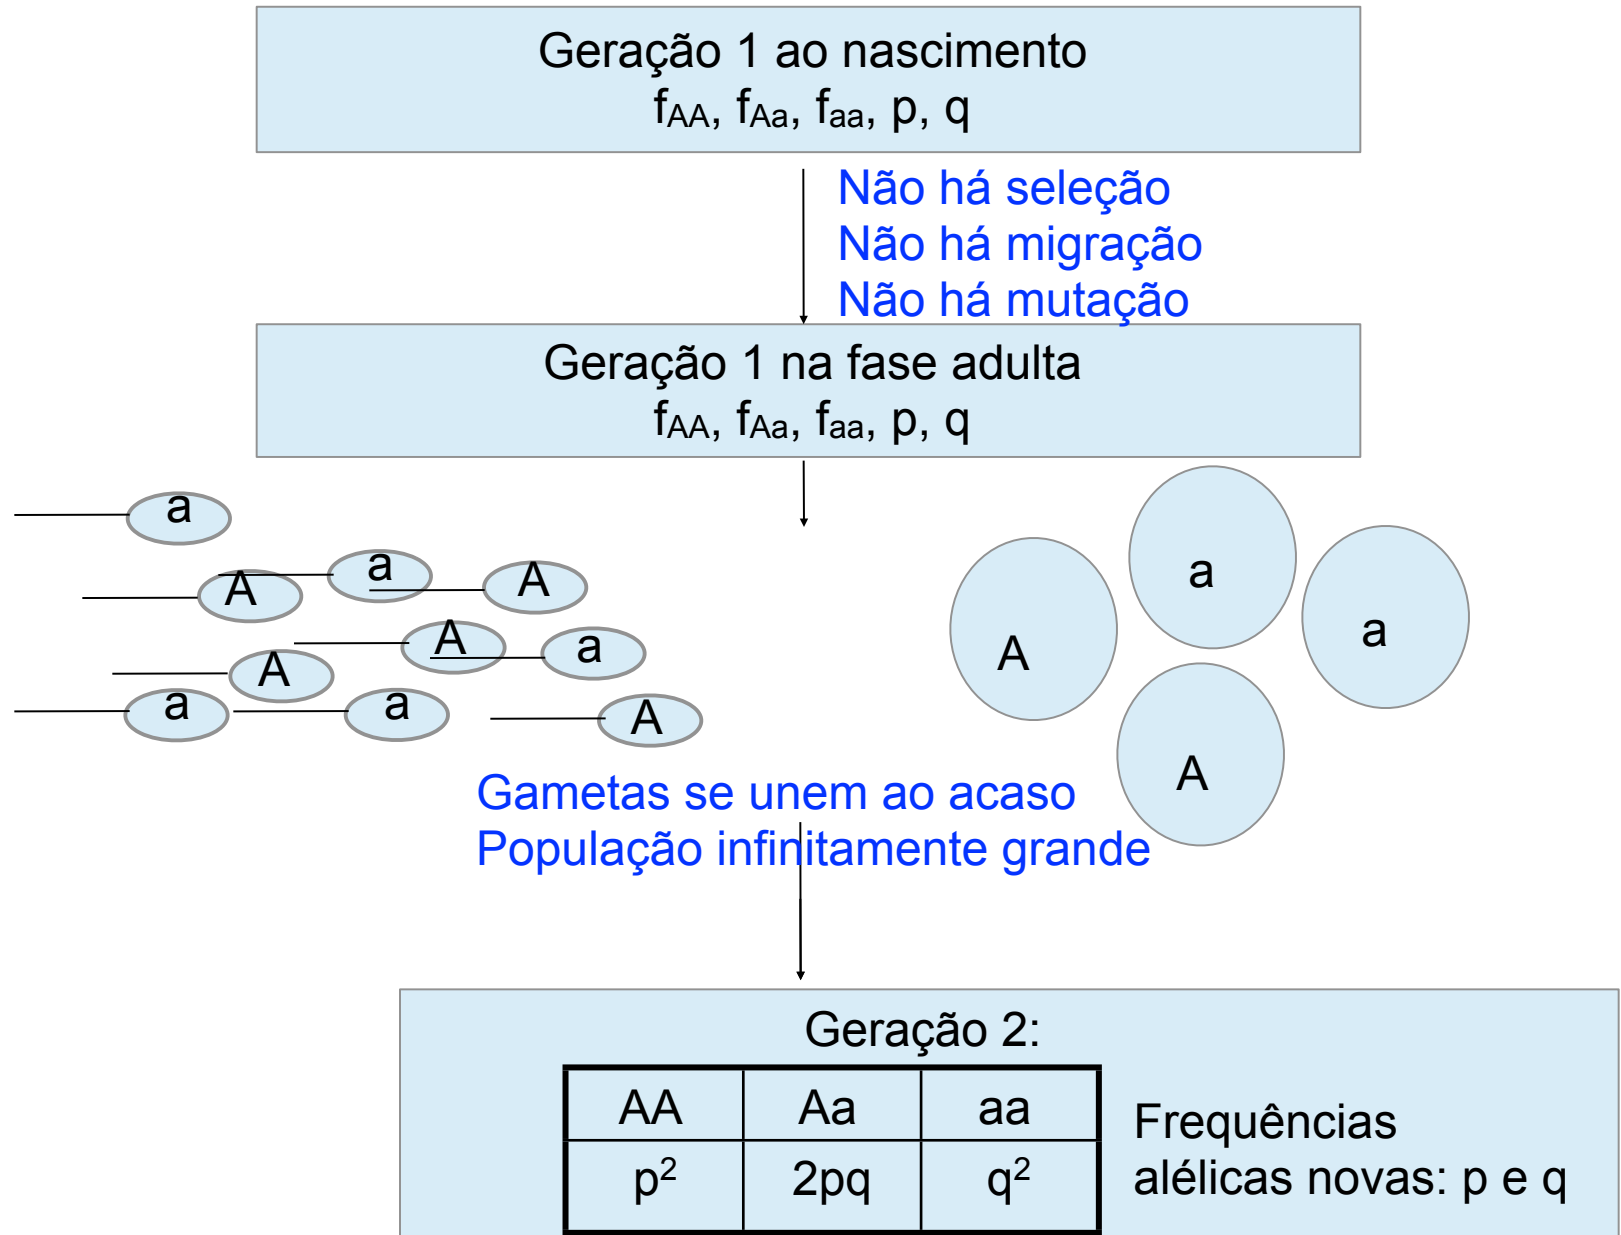 Geração 1 ao nascimento
fAA, fAa, faa, p, q
Não há seleção
Não há migração
Não há mutação
Geração 1 na fase adulta
fAA, fAa, faa, p, q
a
A
a
A
A
a
A
a
a
A
A
a
a
A
Gametas se unem ao acaso
População infinitamente grande
Geração 2:
AA Aa aa
p² 2pq q²
Frequências
alélicas novas: p e q